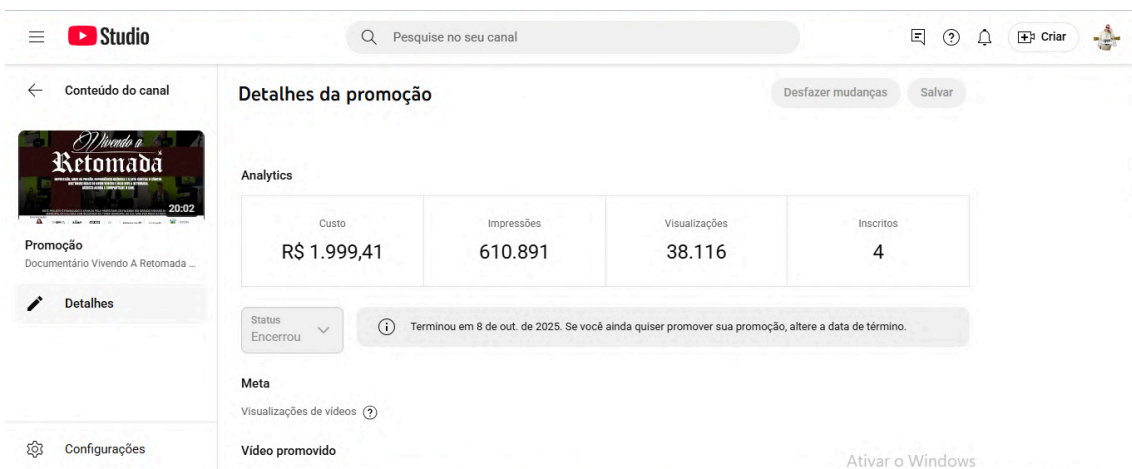 Studio
Pesquise no seu canal
Criar
Conteúdo do canal
Detalhes da promoção
Desfazer mudanças
Salvar
Vivendo a
Retomada
20:02
Promoção
Documentário Vivendo A Retomada ...
Detalhes
Configurações
Analytics
Custo
R$ 1.999,41
Impressões
610.891
Visualizações
38.116
Inscritos
4
Status
Encerrou
Terminou em 8 de out. de 2025. Se você ainda quiser promover sua promoção, altere a data de término.
Meta
Visualizações de vídeos
Vídeo promovido
Ativar o Windows